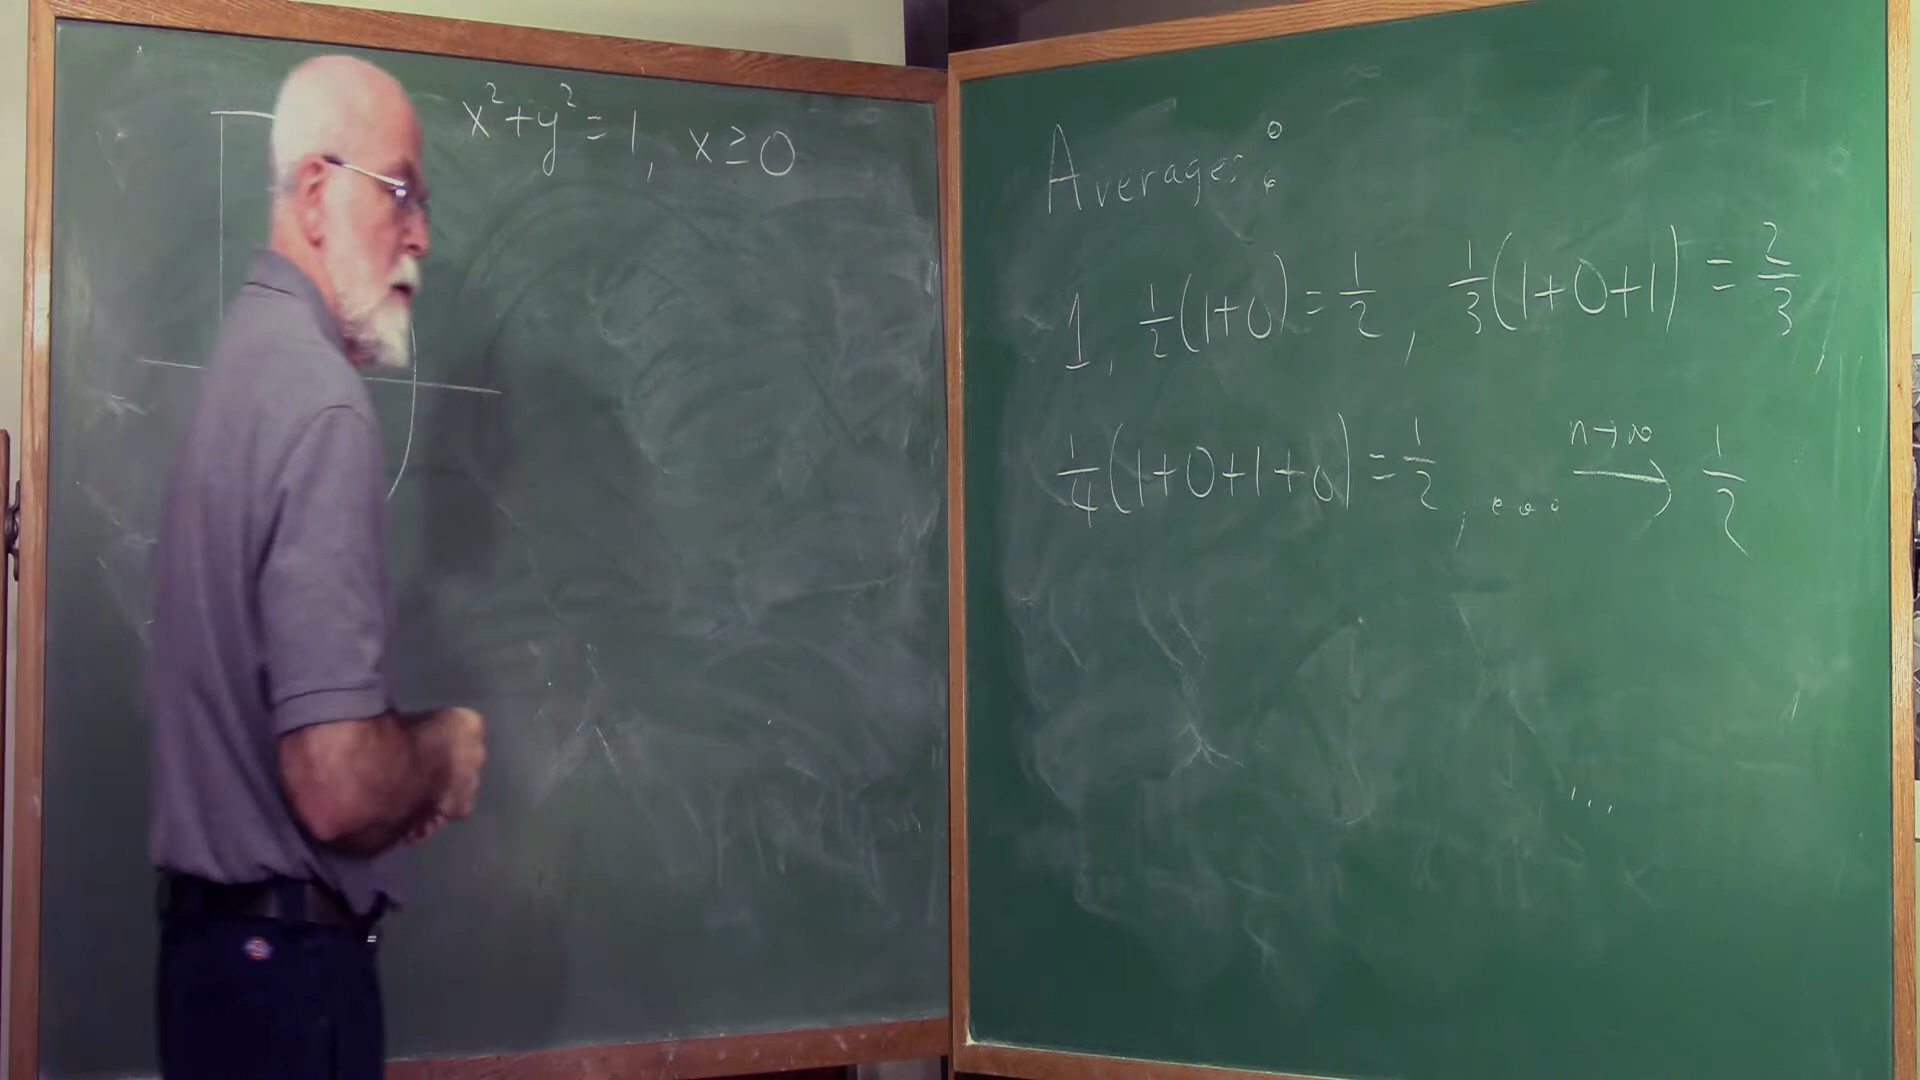 x² + y² = 1, x ≥ 0
Averages:
1, 1/2(1+0) = 1/2, 1/3(1+0+1) = 2/3,
1/4(1+0+1+0) = 1/2, ... n→∞ ⟶ 1/2
...